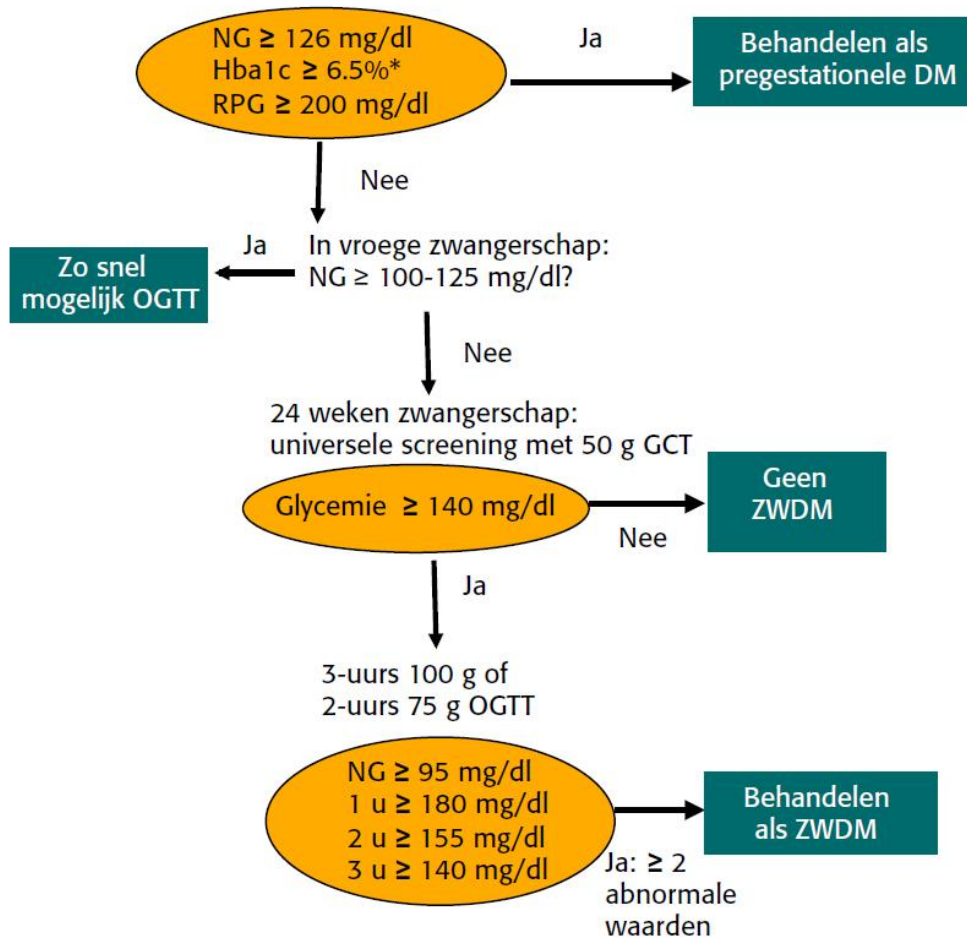 NG ≥ 126 mg/dl
Hba1c ≥ 6.5%*
RPG ≥ 200 mg/dl
Ja
Behandelen als
pregestationele DM
Nee
In vroege zwangerschap:
NG ≥ 100-125 mg/dl?
Ja
Zo snel
mogelijk OGTT
Nee
24 weken zwangerschap:
universele screening met 50 g GCT
Glycemie ≥ 140 mg/dl
Nee
Geen
ZWDM
Ja
3-uurs 100 g of
2-uurs 75 g OGTT
NG ≥ 95 mg/dl
1 u ≥ 180 mg/dl
2 u ≥ 155 mg/dl
3 u ≥ 140 mg/dl
Ja: ≥ 2
abnormale
waarden
Behandelen
als ZWDM